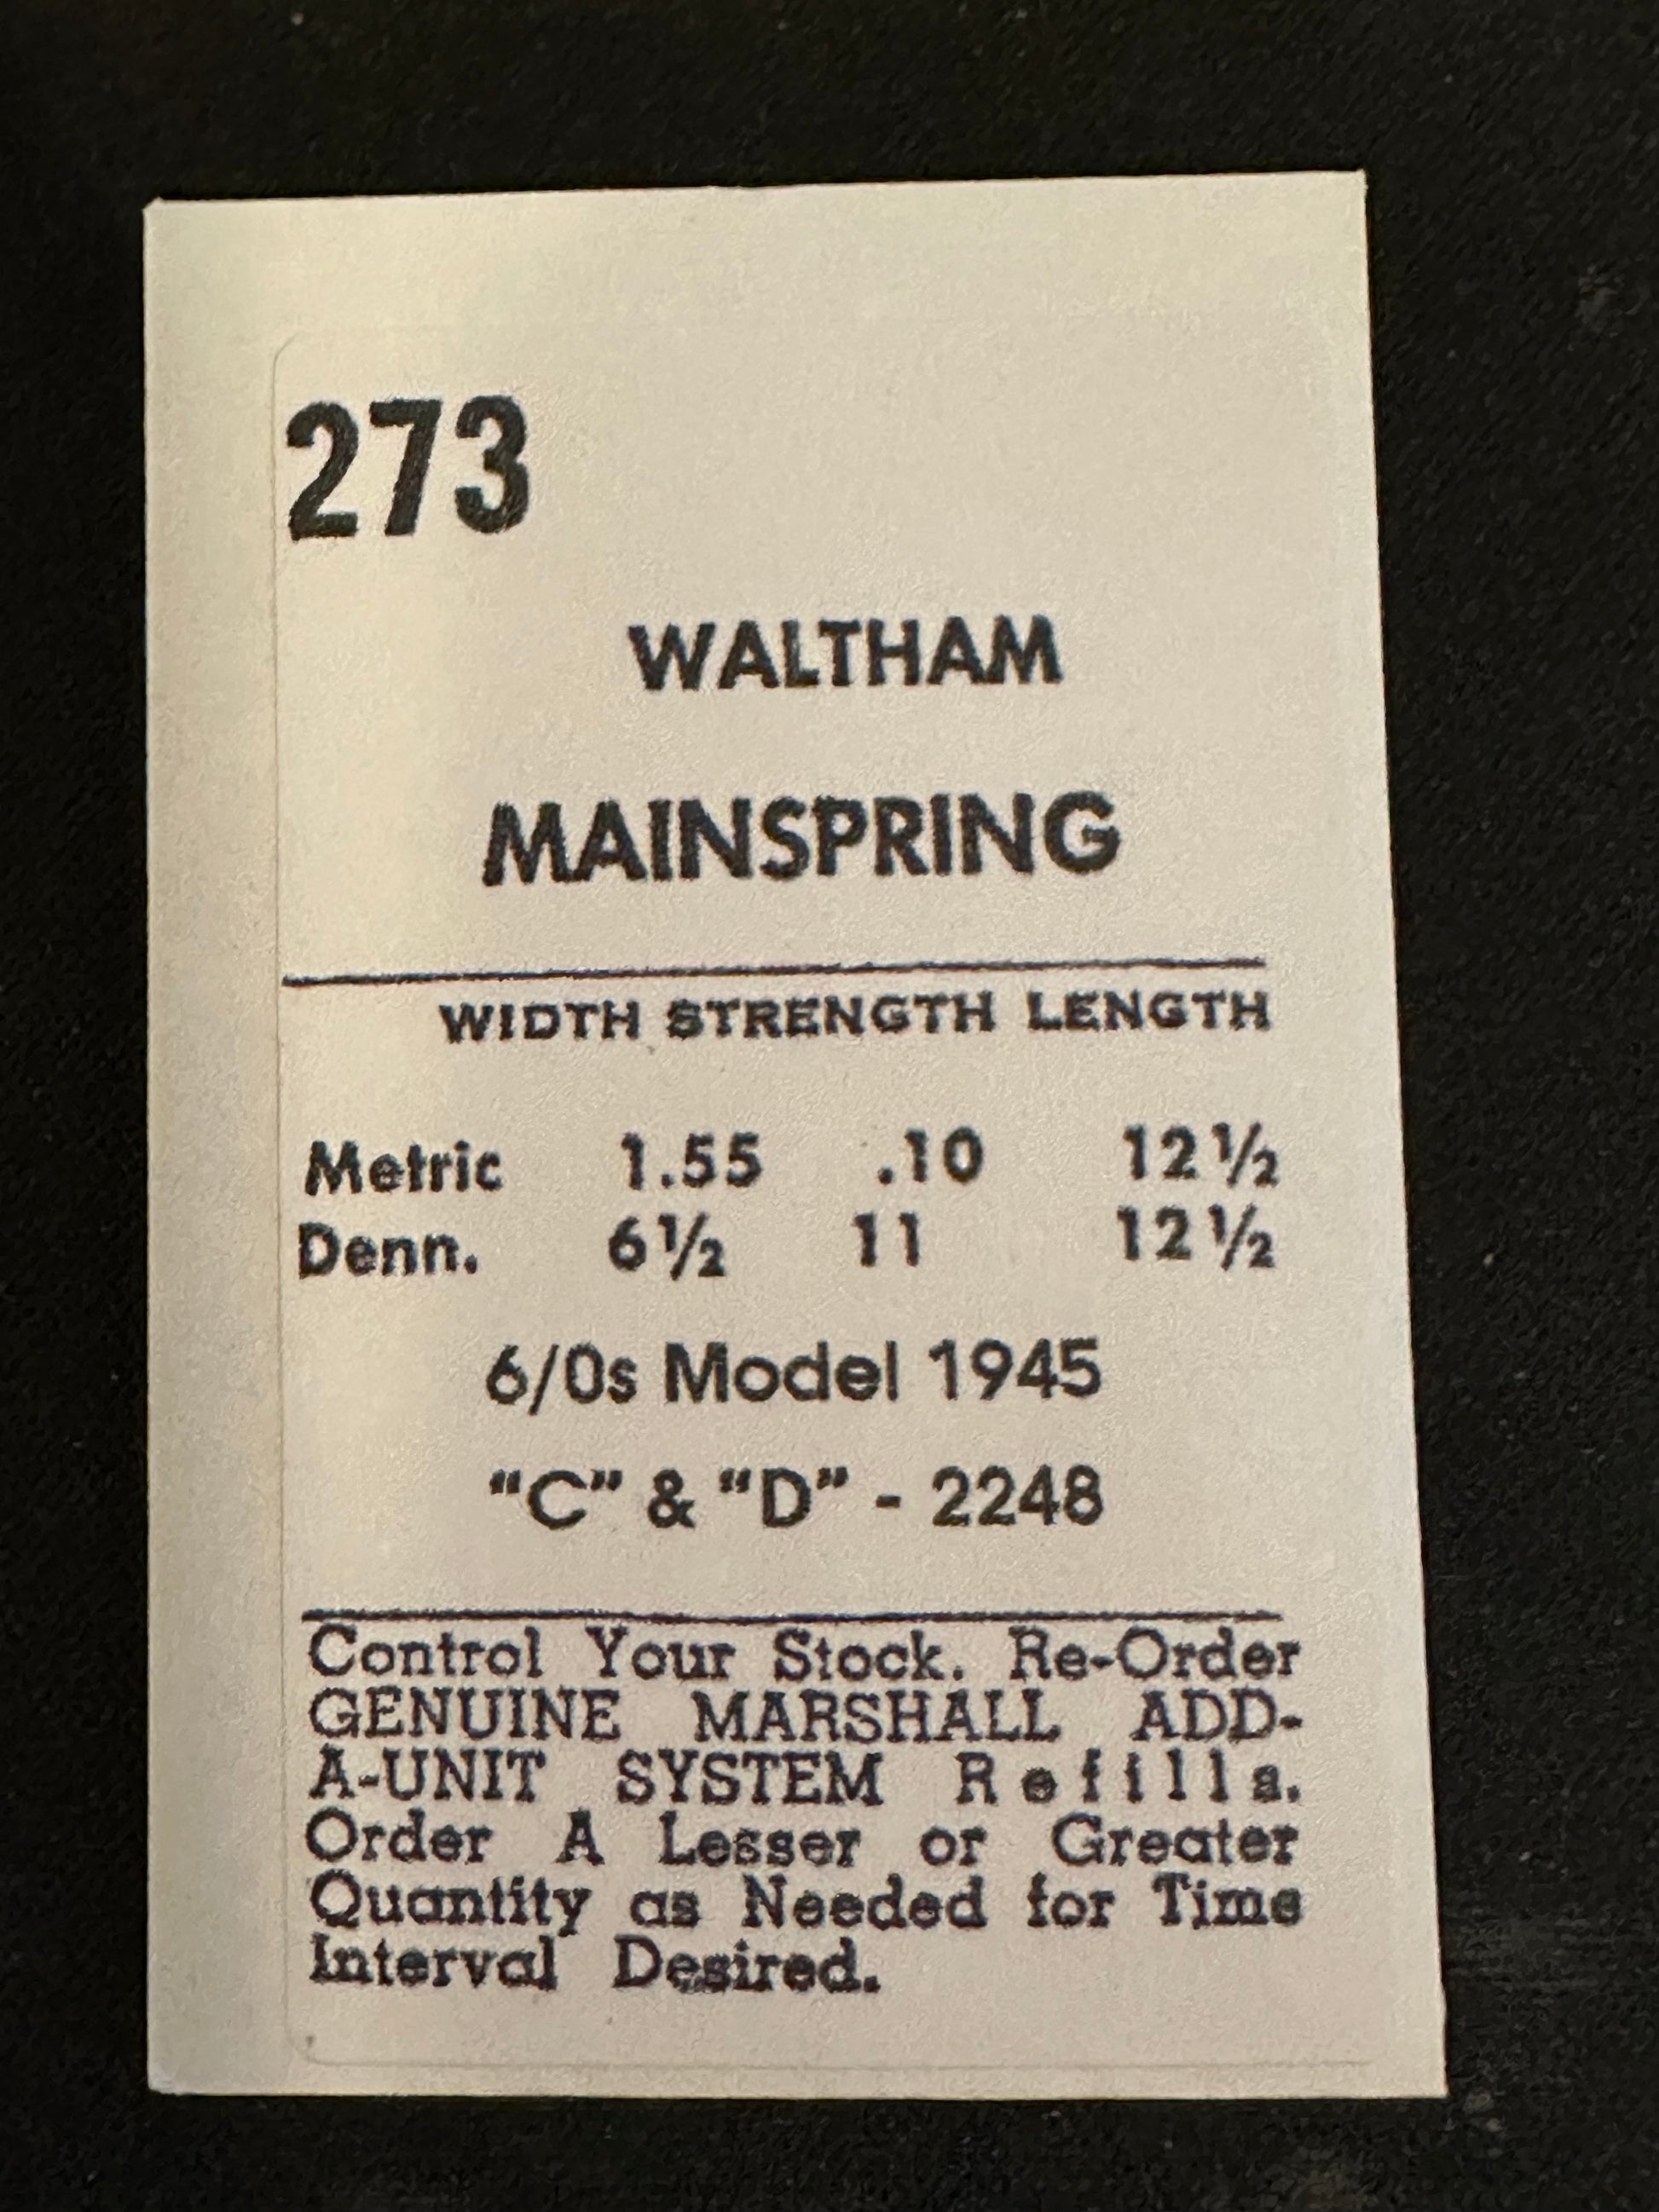 273
WALTHAM
MAINSPRING
WIDTH STRENGTH LENGTH
Metric 1.55 .10 12½
Denn. 6½ 11 12½
6/0s Model 1945
"C" & "D" - 2248
Control Your Stock. Re-Order
GENUINE MARSHALL ADD-
A-UNIT SYSTEM Refills.
Order A Lesser or Greater
Quantity as Needed for Time
Interval Desired.